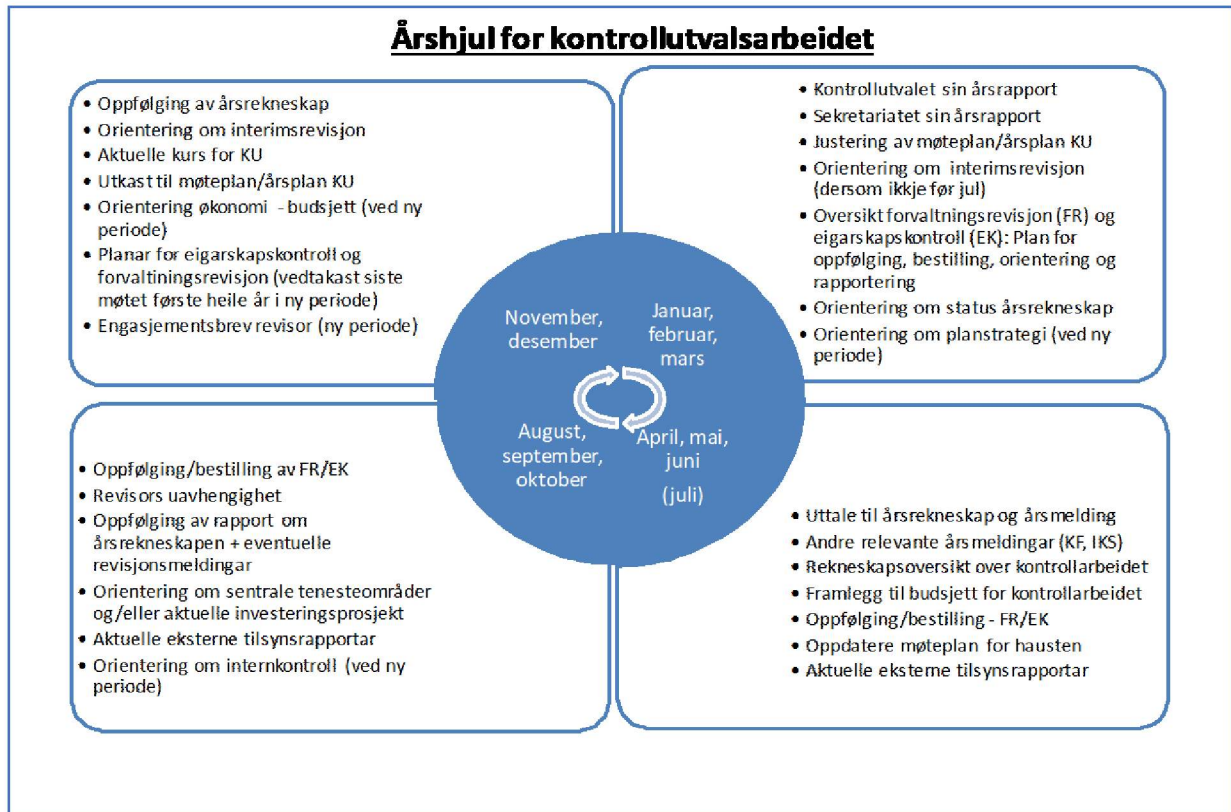 Årshjul for kontrollutvalsarbeidet
• Oppfølging av årsrekneskap
• Orientering om interimsrevisjon
• Aktuelle kurs for KU
• Utkast til møteplan/årsplan KU
• Orientering økonomi - budsjett (ved ny
periode)
• Planar for eigarskapskontroll og
forvaltiningsrevisjon (vedtakast siste
møtet første heile år i ny periode)
• Engasjementsbrev revisor (ny periode)
• Kontrollutvalet sin årsrapport
• Sekretariatet sin årsrapport
• Justering av møteplan/årsplan KU
• Orientering om interimsrevisjon
(dersom ikkje før jul)
• Oversikt forvaltningsrevisjon (FR) og
eigarskapskontroll (EK): Plan for
oppfølging, bestilling, orientering og
rapportering
• Orientering om status årsrekneskap
• Orientering om planstrategi (ved ny
periode)
November,
desember
Januar,
februar,
mars
August,
september,
oktober
April, mai,
juni
(juli)
• Oppfølging/bestilling av FR/EK
• Revisors uavhengighet
• Oppfølging av rapport om
årsrekneskapen + eventuelle
revisjonsmeldingar
• Orientering om sentrale tenesteområder
og/eller aktuelle investeringsprosjekt
• Aktuelle eksterne tilsynsrapportar
• Orientering om internkontroll (ved ny
periode)
• Uttale til årsrekneskap og årsmelding
• Andre relevante årsmeldingar (KF, IKS)
• Rekneskapsoversikt over kontrollarbeidet
• Framlegg til budsjett for kontrollarbeidet
• Oppfølging/bestilling - FR/EK
• Oppdatere møteplan for hausten
• Aktuelle eksterne tilsynsrapportar